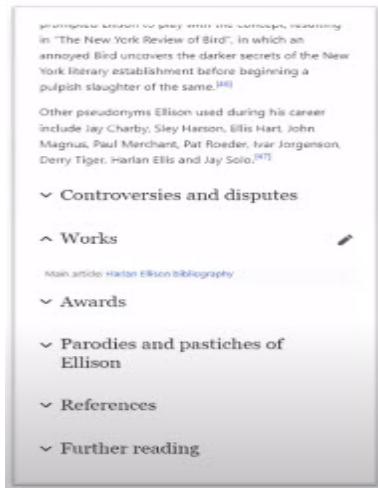 prompted Ellison to play with the concept, resulting
in "The New York Review of Bird", in which an
annoyed Bird uncovers the darker secrets of the New
York literary establishment before beginning a
pulpish slaughter of the same.[46]
Other pseudonyms Ellison used during his career
include Jay Charby, Sley Harson, Ellis Hart, John
Magnus, Paul Merchant, Pat Roeder, Ivar Jorgenson,
Derry Tiger, Harlan Ellis and Jay Solo.[47]
Controversies and disputes
Works
Main article: Harlan Ellison bibliography
Awards
Parodies and pastiches of
Ellison
References
Further reading